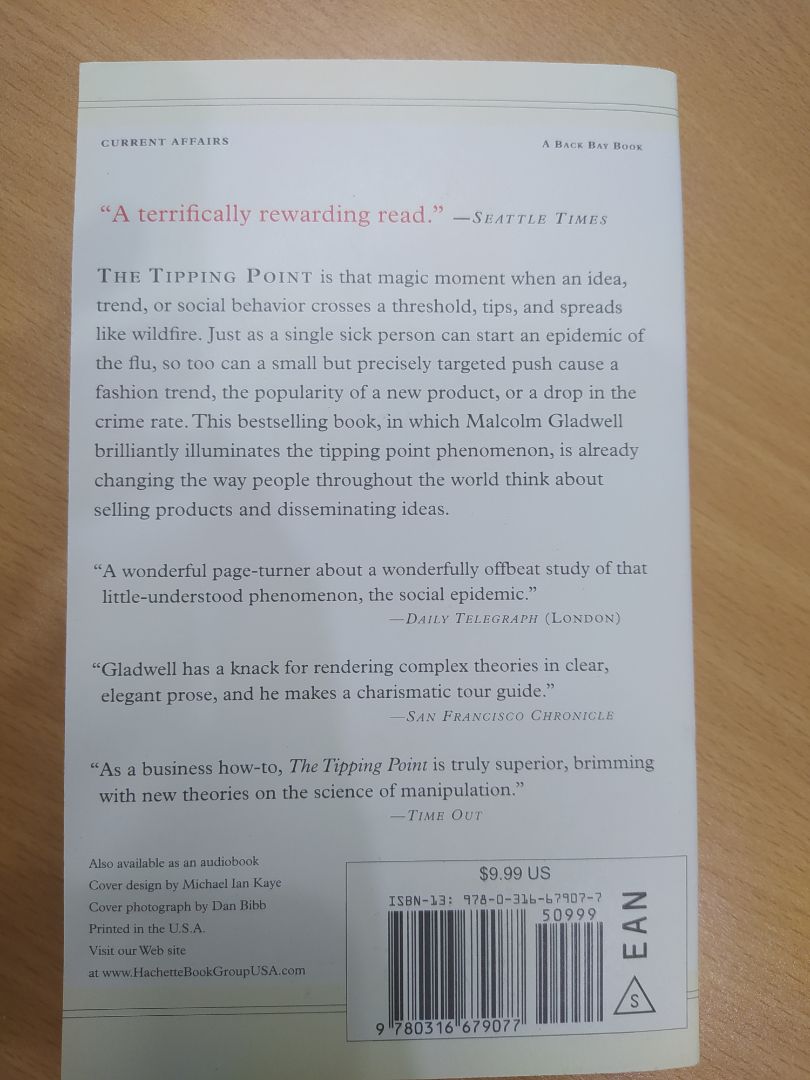 CURRENT AFFAIRS
A BACK BAY BOOK
“A terrifically rewarding read.” —SEATTLE TIMES
THE TIPPING POINT is that magic moment when an idea,
trend, or social behavior crosses a threshold, tips, and spreads
like wildfire. Just as a single sick person can start an epidemic of
the flu, so too can a small but precisely targeted push cause a
fashion trend, the popularity of a new product, or a drop in the
crime rate. This bestselling book, in which Malcolm Gladwell
brilliantly illuminates the tipping point phenomenon, is already
changing the way people throughout the world think about
selling products and disseminating ideas.
“A wonderful page-turner about a wonderfully offbeat study of that
little-understood phenomenon, the social epidemic.”
—DAILY TELEGRAPH (LONDON)
“Gladwell has a knack for rendering complex theories in clear,
elegant prose, and he makes a charismatic tour guide.”
—SAN FRANCISCO CHRONICLE
“As a business how-to, The Tipping Point is truly superior, brimming
with new theories on the science of manipulation.”
—TIME OUT
Also available as an audiobook
Cover design by Michael Ian Kaye
Cover photograph by Dan Bibb
Printed in the U.S.A.
Visit our Web site
at www.HachetteBookGroupUSA.com
$9.99 US
ISBN-13: 978-0-316-67907-7
50999
9 780316 679077
EAN
S